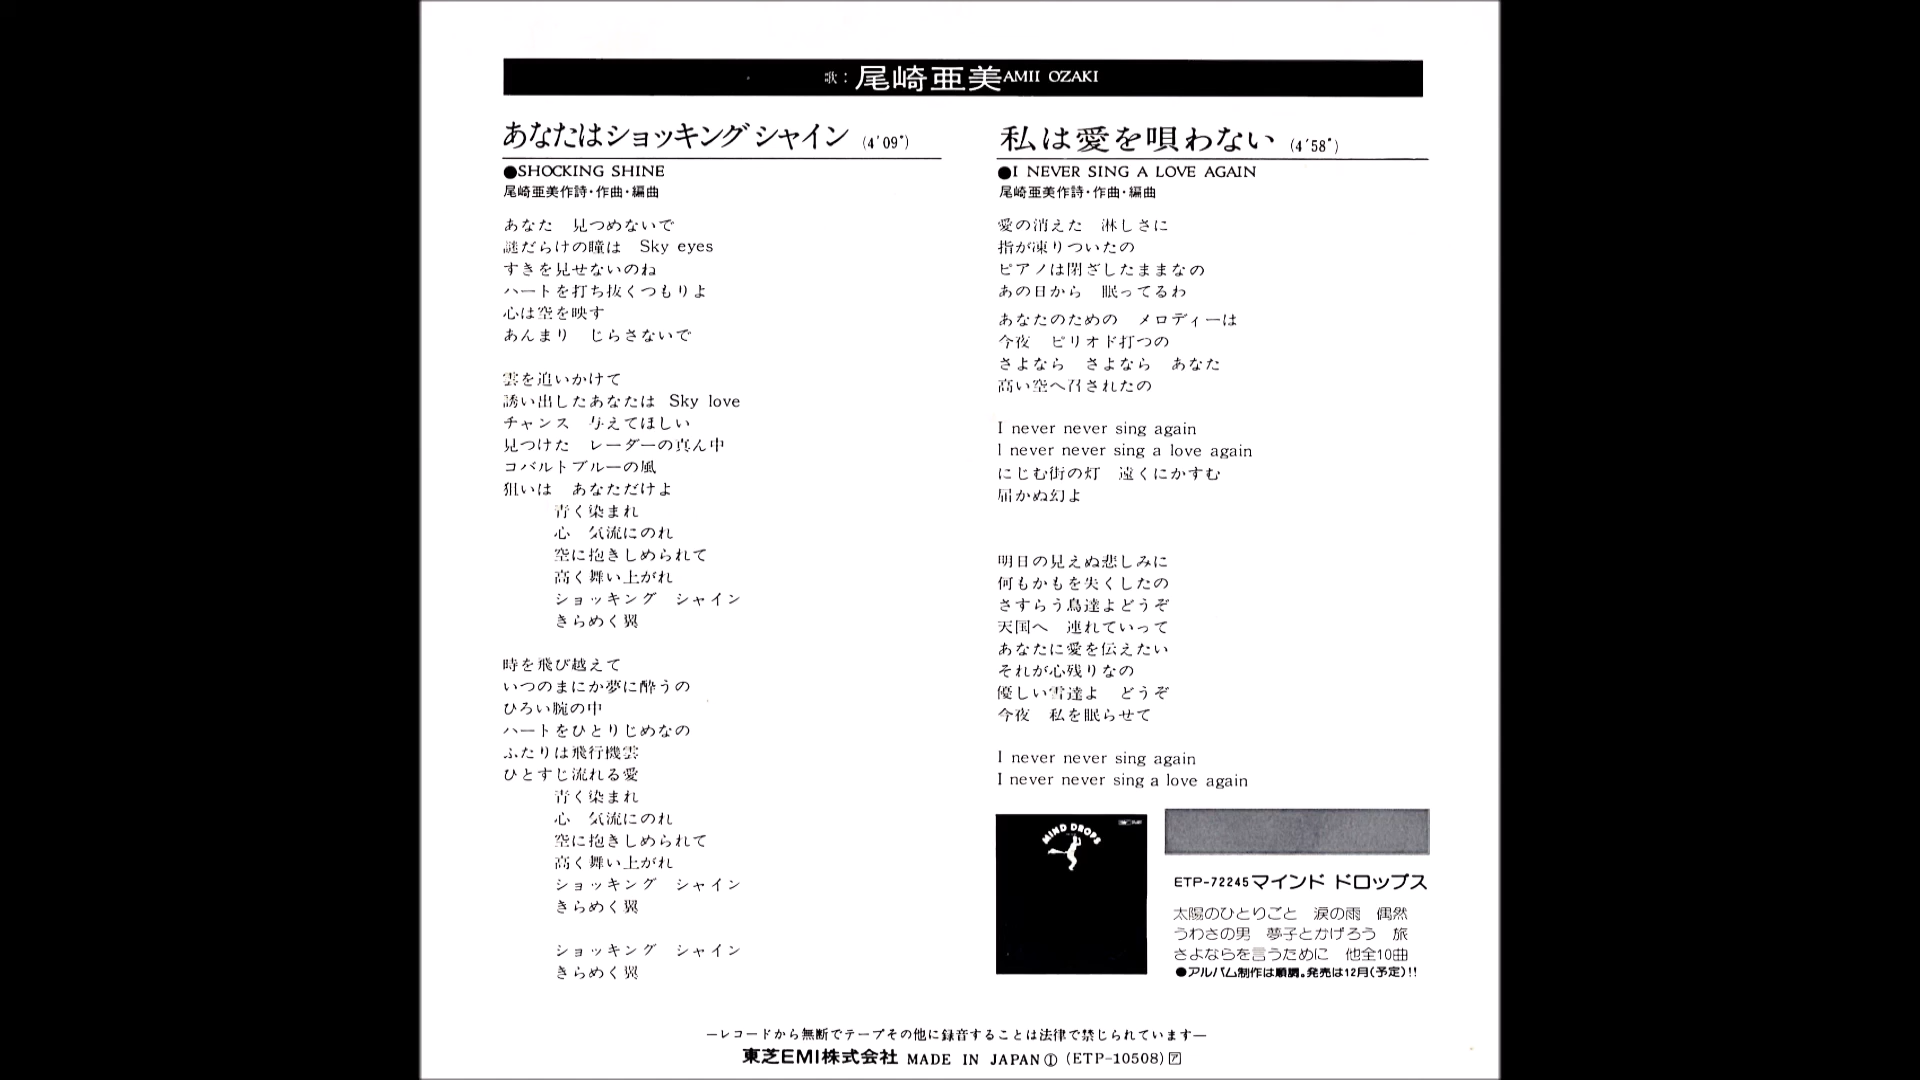 歌：尾崎亜美AMII OZAKI
あなたはショッキング シャイン (4'09")
●SHOCKING SHINE
尾崎亜美作詩・作曲・編曲
あなた　見つめないで
謎だらけの瞳は　Sky eyes
すきを見せないのね
ハートを打ち抜くつもりよ
心は空を映す
あんまり　じらさないで
雲を追いかけて
誘い出したあなたは　Sky love
チャンス　与えてほしい
見つけた　レーダーの真ん中
コバルトブルーの風
狙いは　あなただけよ
青く染まれ
心　気流にのれ
空に抱きしめられて
高く舞い上がれ
ショッキング　シャイン
きらめく翼
時を飛び越えて
いつのまにか夢に酔うの
ひろい腕の中
ハートをひとりじめなの
ふたりは飛行機雲
ひとすじ流れる愛
青く染まれ
心　気流にのれ
空に抱きしめられて
高く舞い上がれ
ショッキング　シャイン
きらめく翼
ショッキング　シャイン
きらめく翼
私は愛を唄わない (4'58")
●I NEVER SING A LOVE AGAIN
尾崎亜美作詩・作曲・編曲
愛の消えた　淋しさに
指が凍りついたの
ピアノは閉ざしたままなの
あの日から　眠ってるわ
あなたのための　メロディーは
今夜　ピリオド打つの
さよなら　さよなら　あなた
高い空へ召されたの
I never never sing again
I never never sing a love again
にじむ街の灯　遠くにかすむ
届かぬ幻よ
明日の見えぬ悲しみに
何もかもを失くしたの
さすらう鳥達よどうぞ
天国へ　連れていって
あなたに愛を伝えたい
それが心残りなの
優しい雪達よ　どうぞ
今夜　私を眠らせて
I never never sing again
I never never sing a love again
MIND DROPS
ETP-72245マインド ドロップス
太陽のひとりごと　涙の雨　偶然
うわさの男　夢子とかげろう　旅
さよならを言うために　他全10曲
●アルバム制作は順調。発売は12月(予定)!!
—レコードから無断でテープその他に録音することは法律で禁じられています—
東芝EMI株式会社 MADE IN JAPAN Ⓣ (ETP-10508) ア